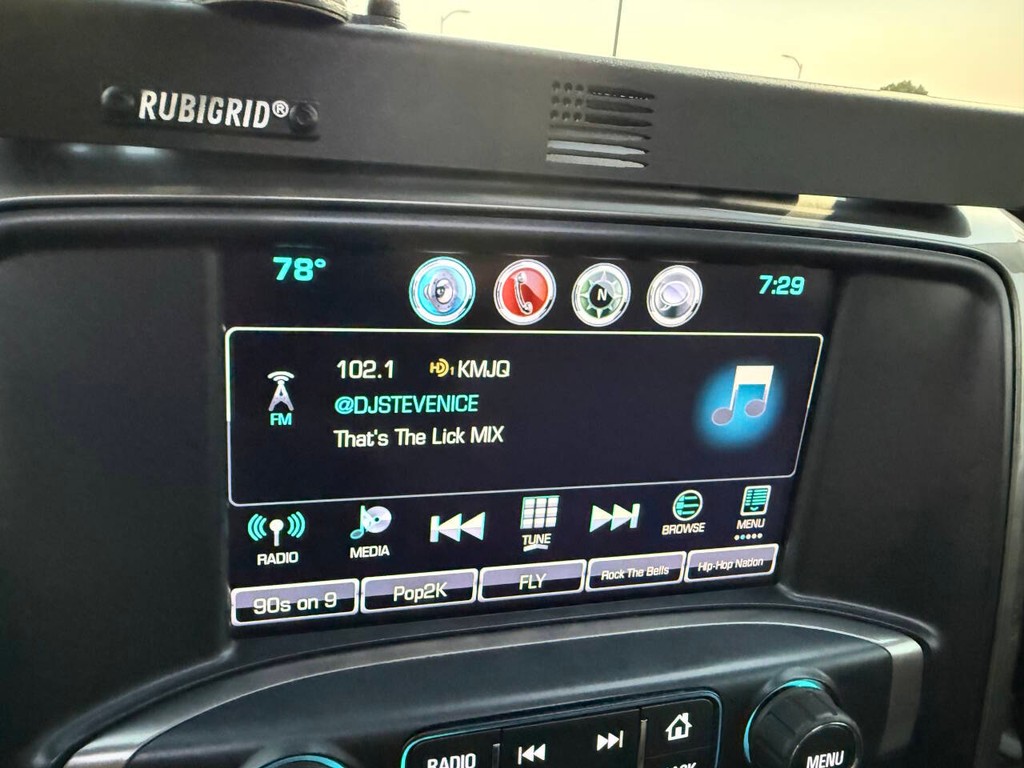 RUBIGRID®
78°
N
7:29
102.1 HD1 KMJQ
FM
@DJSTEVENICE
That's The Lick MIX
RADIO
MEDIA
TUNE
BROWSE
MENU
90s on 9
Pop2K
FLY
Rock The Bells
Hip-Hop Nation
RADIO
MENU